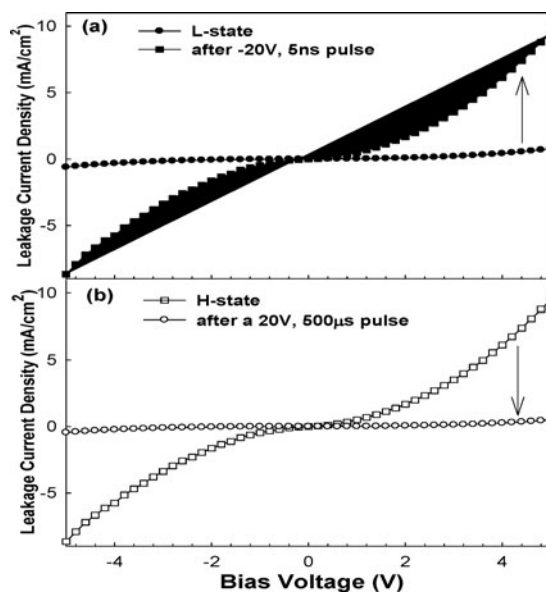 10
(a)
L-state
after -20V, 5ns pulse
5
0
-5
Leakage Current Density (mA/cm²)
10
(b)
H-state
after a 20V, 500μs pulse
5
0
-5
Leakage Current Density (mA/cm²)
-4 -2 0 2 4
Bias Voltage (V)